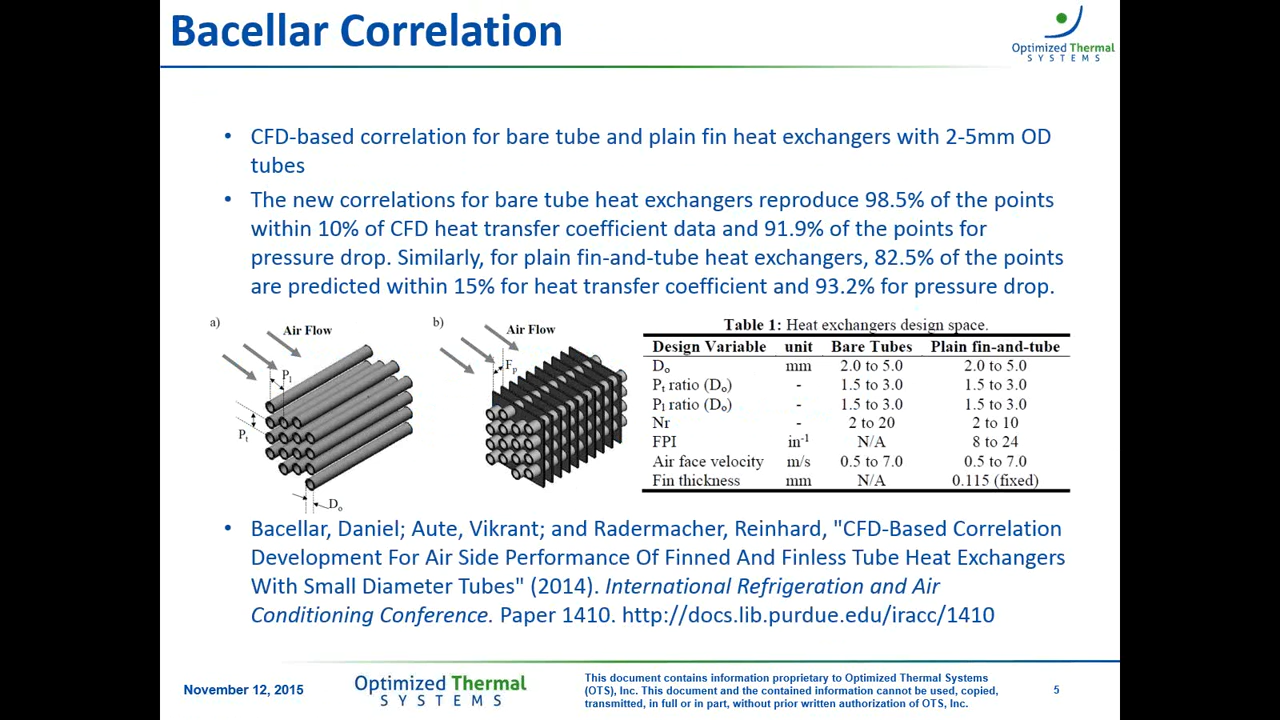 Bacellar Correlation
Optimized Thermal
SYSTEMS
• CFD-based correlation for bare tube and plain fin heat exchangers with 2-5mm OD
tubes
• The new correlations for bare tube heat exchangers reproduce 98.5% of the points
within 10% of CFD heat transfer coefficient data and 91.9% of the points for
pressure drop. Similarly, for plain fin-and-tube heat exchangers, 82.5% of the points
are predicted within 15% for heat transfer coefficient and 93.2% for pressure drop.
a)
Air Flow
Pl
Pt
Do
b)
Air Flow
Fp
Table 1: Heat exchangers design space.
Design Variable unit Bare Tubes Plain fin-and-tube
Do mm 2.0 to 5.0 2.0 to 5.0
Pt ratio (Do) - 1.5 to 3.0 1.5 to 3.0
Pl ratio (Do) - 1.5 to 3.0 1.5 to 3.0
Nr - 2 to 20 2 to 10
FPI in-1 N/A 8 to 24
Air face velocity m/s 0.5 to 7.0 0.5 to 7.0
Fin thickness mm N/A 0.115 (fixed)
• Bacellar, Daniel; Aute, Vikrant; and Radermacher, Reinhard, "CFD-Based Correlation
Development For Air Side Performance Of Finned And Finless Tube Heat Exchangers
With Small Diameter Tubes" (2014). International Refrigeration and Air
Conditioning Conference. Paper 1410. http://docs.lib.purdue.edu/iracc/1410
November 12, 2015
Optimized Thermal
SYSTEMS
This document contains information proprietary to Optimized Thermal Systems
(OTS), Inc. This document and the contained information cannot be used, copied,
transmitted, in full or in part, without prior written authorization of OTS, Inc.
5